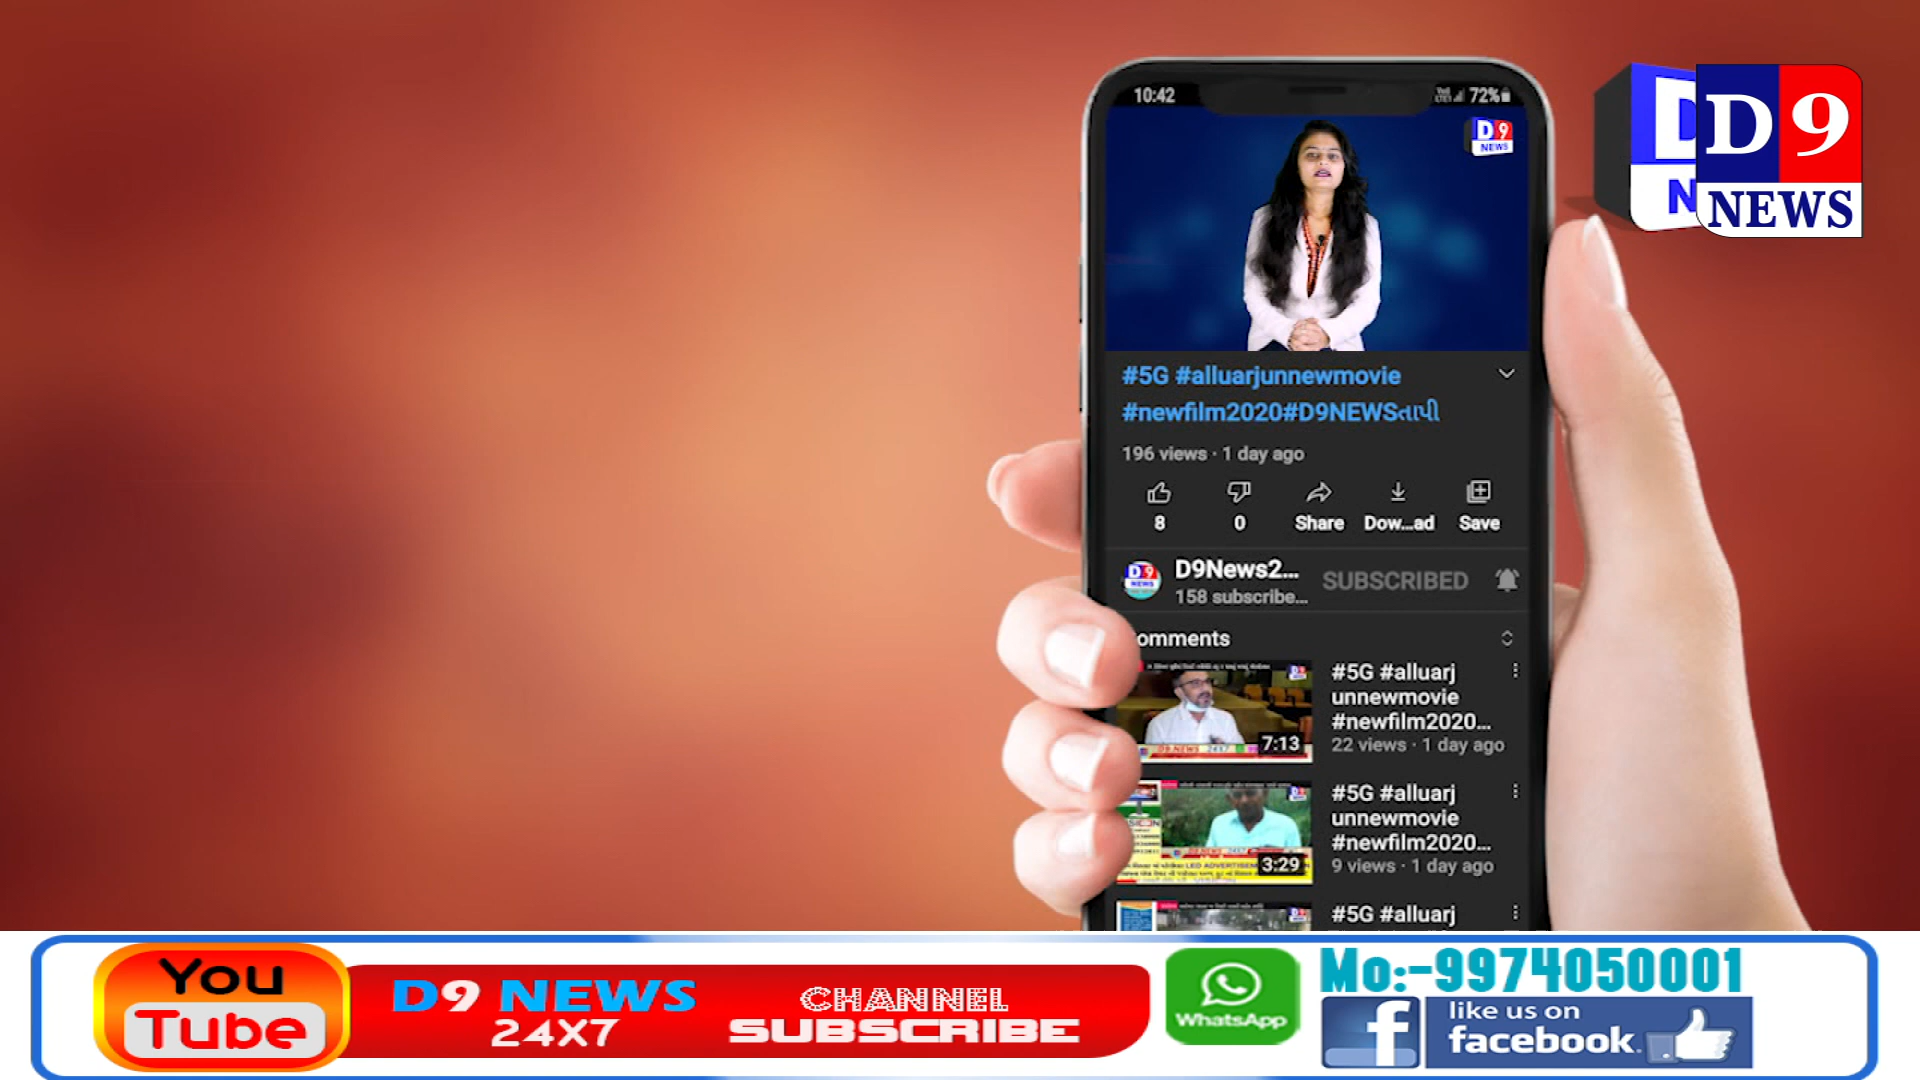 10:42
72%
D9
NEWS
D
N
D9
NEWS
#5G #alluarjunnewmovie
#newfilm2020#D9NEWSતાપી
196 views · 1 day ago
8
0
Share
Dow...ad
Save
D9News2...
SUBSCRIBED
158 subscribe...
omments
#5G #alluarj
unnewmovie
#newfilm2020...
22 views · 1 day ago
7:13
#5G #alluarj
unnewmovie
#newfilm2020...
9 views · 1 day ago
3:29
#5G #alluarj
You
Tube
D9 NEWS
24X7
CHANNEL
SUBSCRIBE
WhatsApp
Mo:-9974050001
f
like us on
facebook.